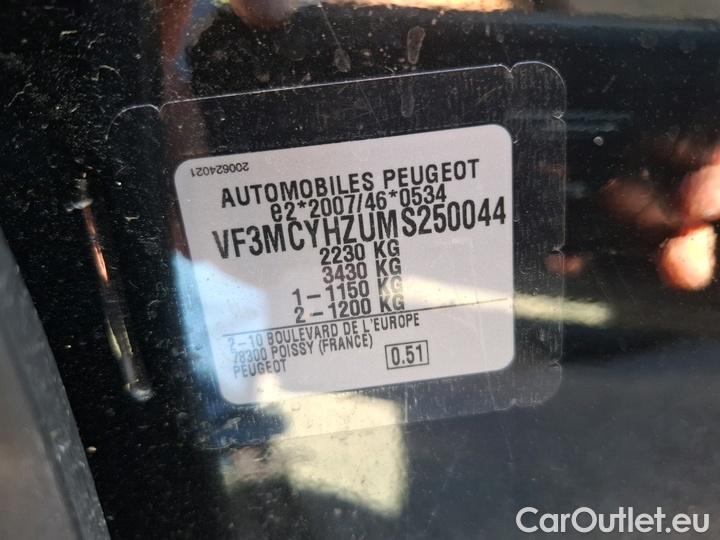 200624021
AUTOMOBILES PEUGEOT
e2*2007/46*0534
VF3MCYHZUMS250044
2230 KG
3430 KG
1-1150 KG
2-1200 KG
2-10 BOULEVARD DE L'EUROPE
78300 POISSY (FRANCE)
PEUGEOT
0.51
CarOutlet.eu